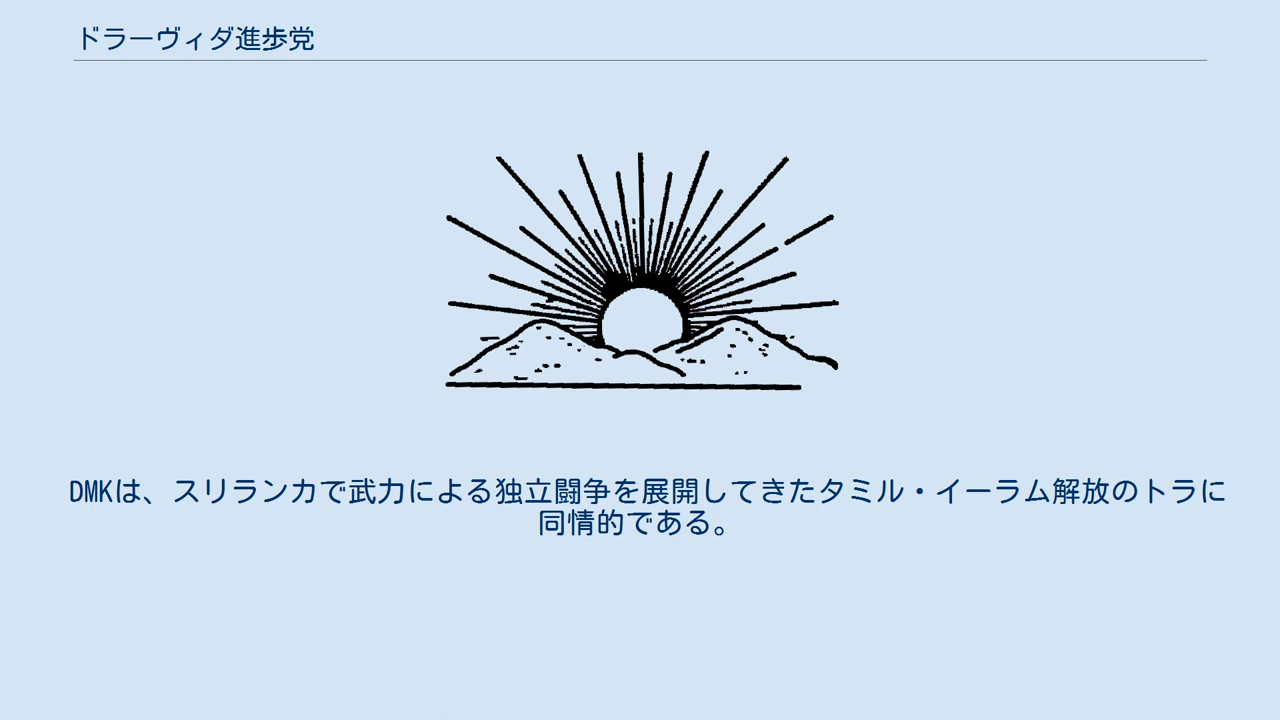 ドラーヴィダ進歩党
DMKは、スリランカで武力による独立闘争を展開してきたタミル・イーラム解放のトラに
同情的である。